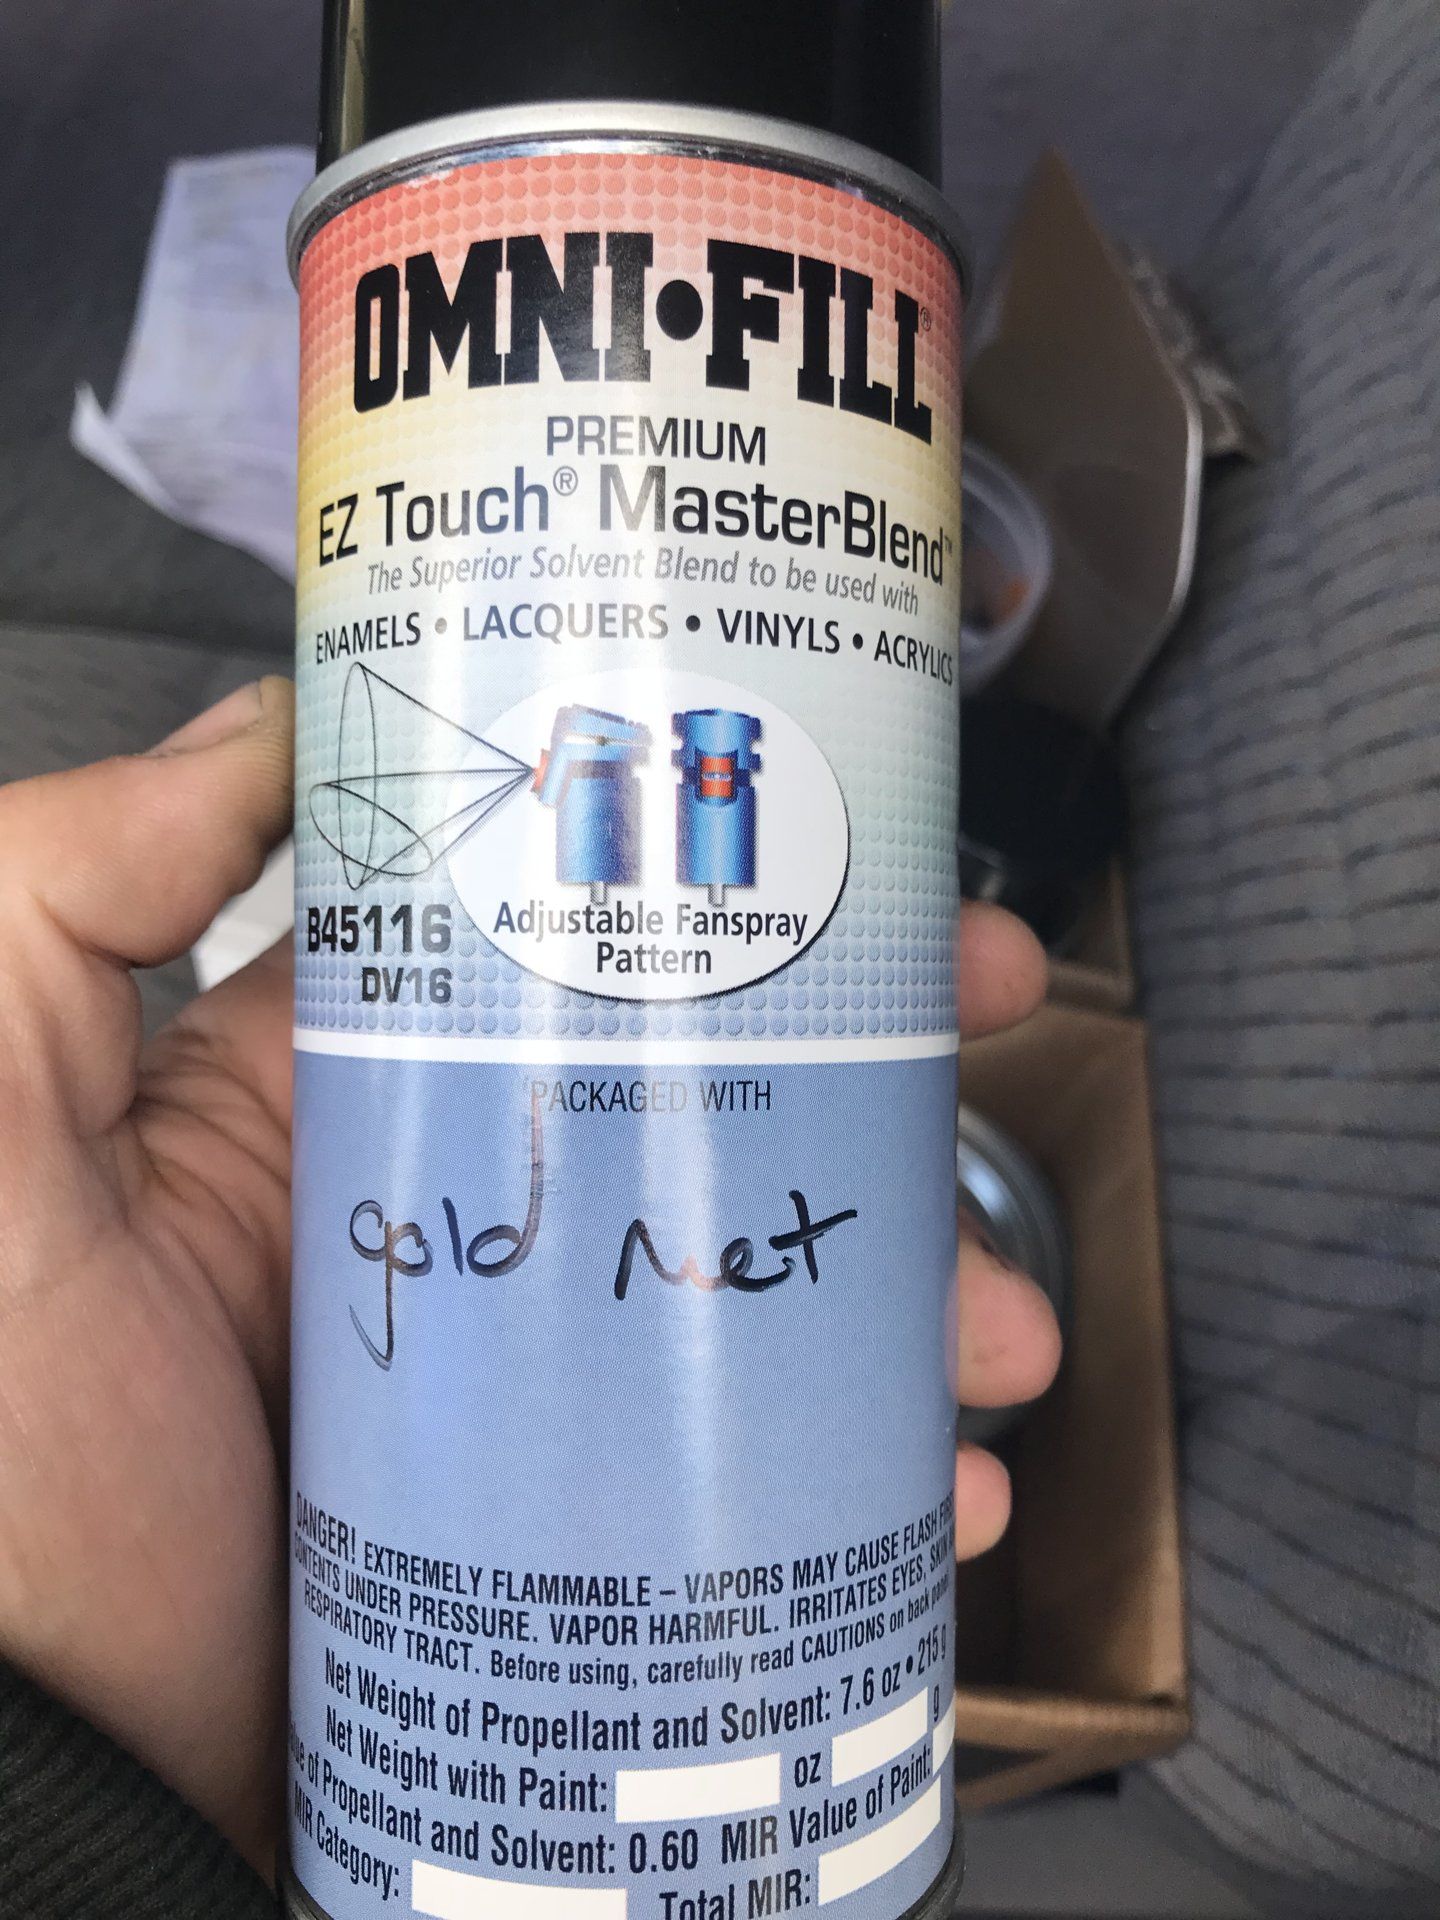 OMNI•FILL®
PREMIUM
EZ Touch® MasterBlend™
The Superior Solvent Blend to be used with
ENAMELS • LACQUERS • VINYLS • ACRYLICS
Adjustable Fanspray
Pattern
B45116
DV16
PACKAGED WITH
gold met
DANGER! EXTREMELY FLAMMABLE – VAPORS MAY CAUSE FLASH FIRE
CONTENTS UNDER PRESSURE. VAPOR HARMFUL. IRRITATES EYES, SKIN
RESPIRATORY TRACT. Before using, carefully read CAUTIONS on back panel
Net Weight of Propellant and Solvent: 7.6 oz • 215 g
Net Weight with Paint: oz g
of Propellant and Solvent: 0.60 MIR Value of Paint:
MIR Category: Total MIR: